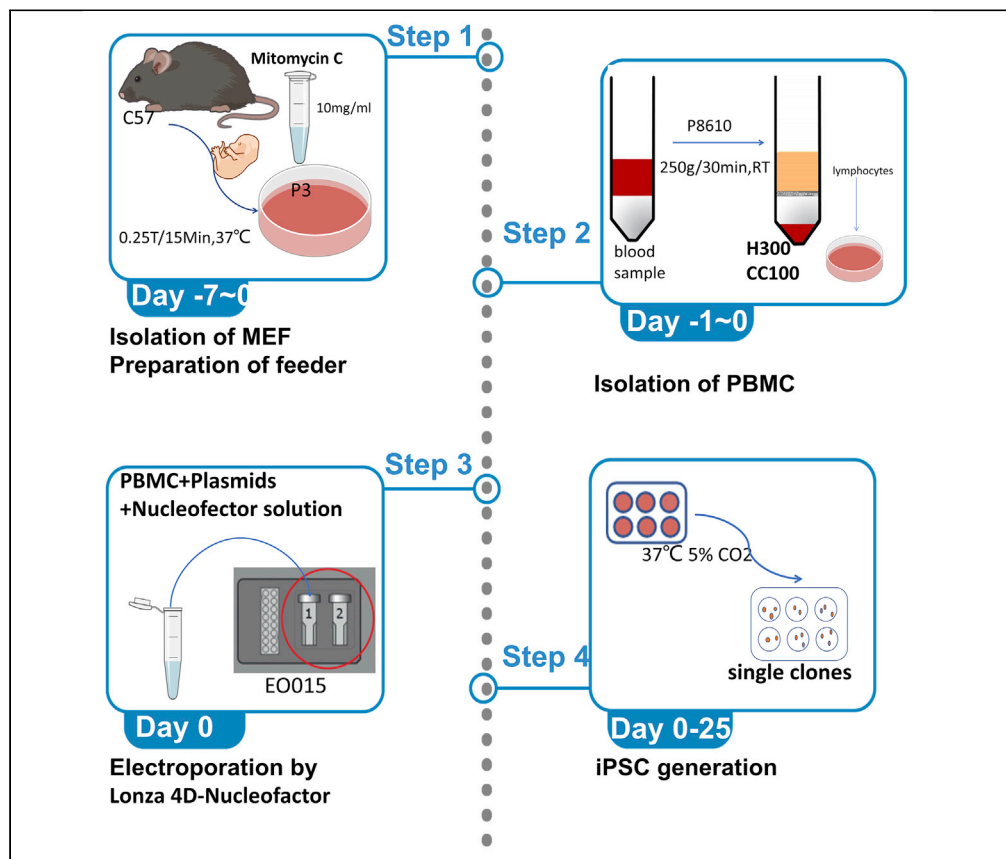 Step 1
Mitomycin C
10mg/ml
C57
P3
0.25T/15Min,37℃
Day -7~0
Isolation of MEF
Preparation of feeder
Step 2
P8610
250g/30min,RT
lymphocytes
blood
sample
H300
CC100
Day -1~0
Isolation of PBMC
Step 3
PBMC+Plasmids
+Nucleofector solution
1
2
EO015
Day 0
Electroporation by
Lonza 4D-Nucleofactor
Step 4
37℃ 5% CO2
single clones
Day 0-25
iPSC generation